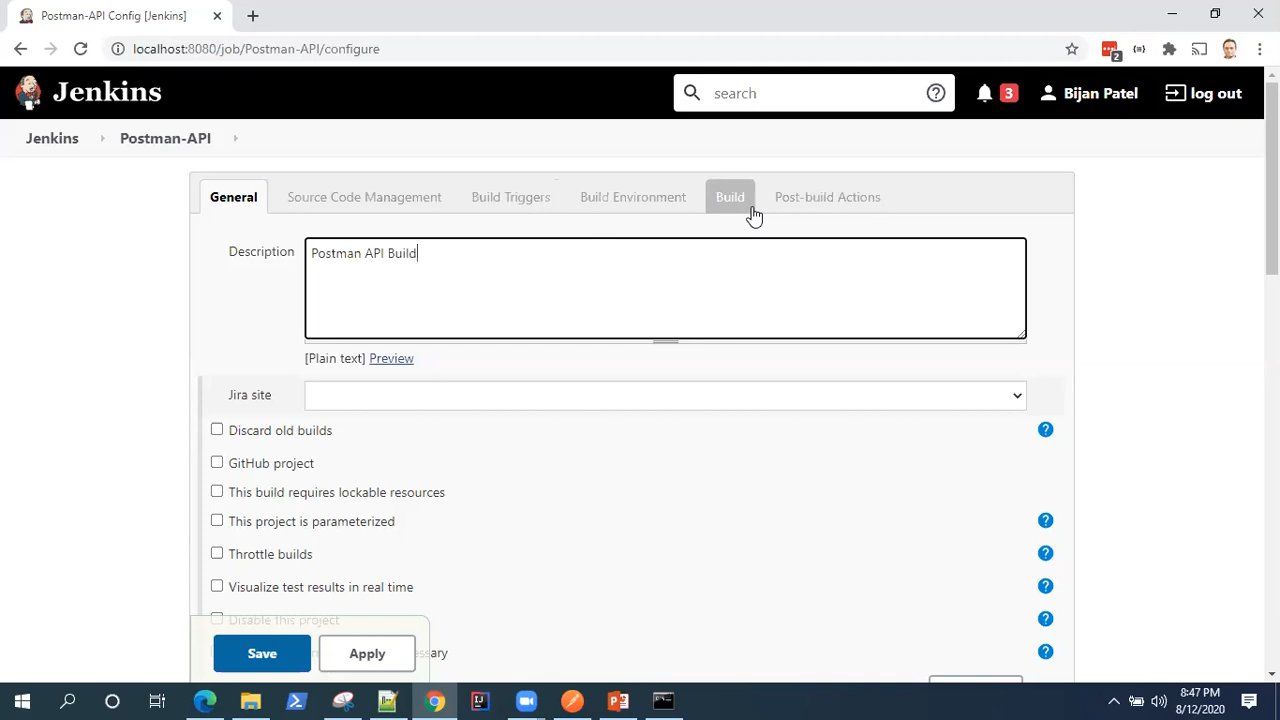 Postman-API Config [Jenkins]
localhost:8080/job/Postman-API/configure
2
Jenkins
search
3
Bijan Patel
log out
Jenkins
Postman-API
General
Source Code Management
Build Triggers
Build Environment
Build
Post-build Actions
Description
Postman API Build
[Plain text] Preview
Jira site
Discard old builds
GitHub project
This build requires lockable resources
This project is parameterized
Throttle builds
Visualize test results in real time
Disable this project
Save
Apply
ssary
8:47 PM
8/12/2020